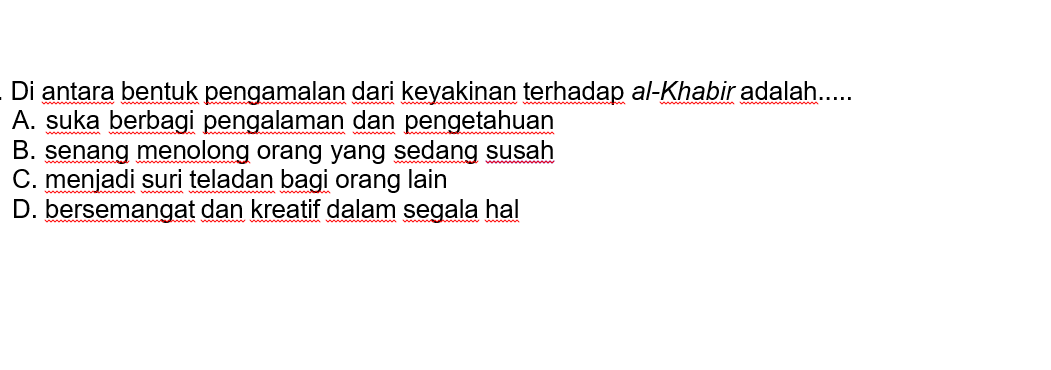 . Di antara bentuk pengamalan dari keyakinan terhadap al-Khabir adalah.....
A. suka berbagi pengalaman dan pengetahuan
B. senang menolong orang yang sedang susah
C. menjadi suri teladan bagi orang lain
D. bersemangat dan kreatif dalam segala hal